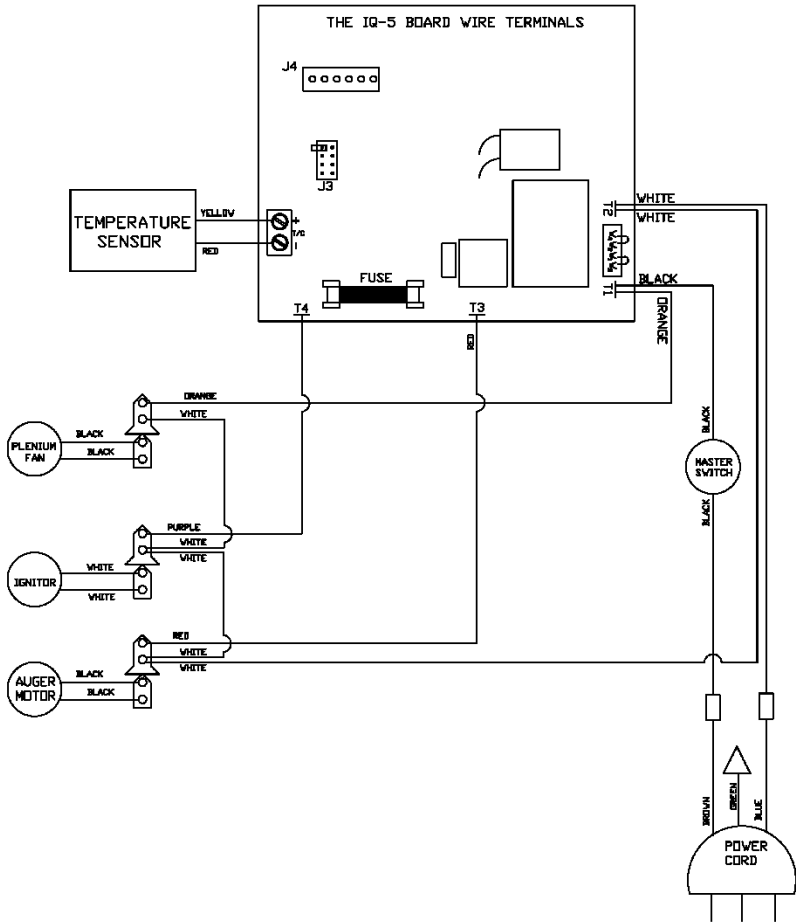 THE IQ-5 BOARD WIRE TERMINALS
J4
J3
TEMPERATURE
SENSOR
YELLOW
RED
+
T/C
-
FUSE
T4
T3
RED
T2
WHITE
WHITE
T1
BLACK
ORANGE
ORANGE
WHITE
PLENIUM
FAN
BLACK
BLACK
BLACK
MASTER
SWITCH
BLACK
PURPLE
WHITE
WHITE
IGNITOR
WHITE
WHITE
RED
WHITE
WHITE
AUGER
MOTOR
BLACK
BLACK
BROWN
GREEN
BLUE
POWER
CORD